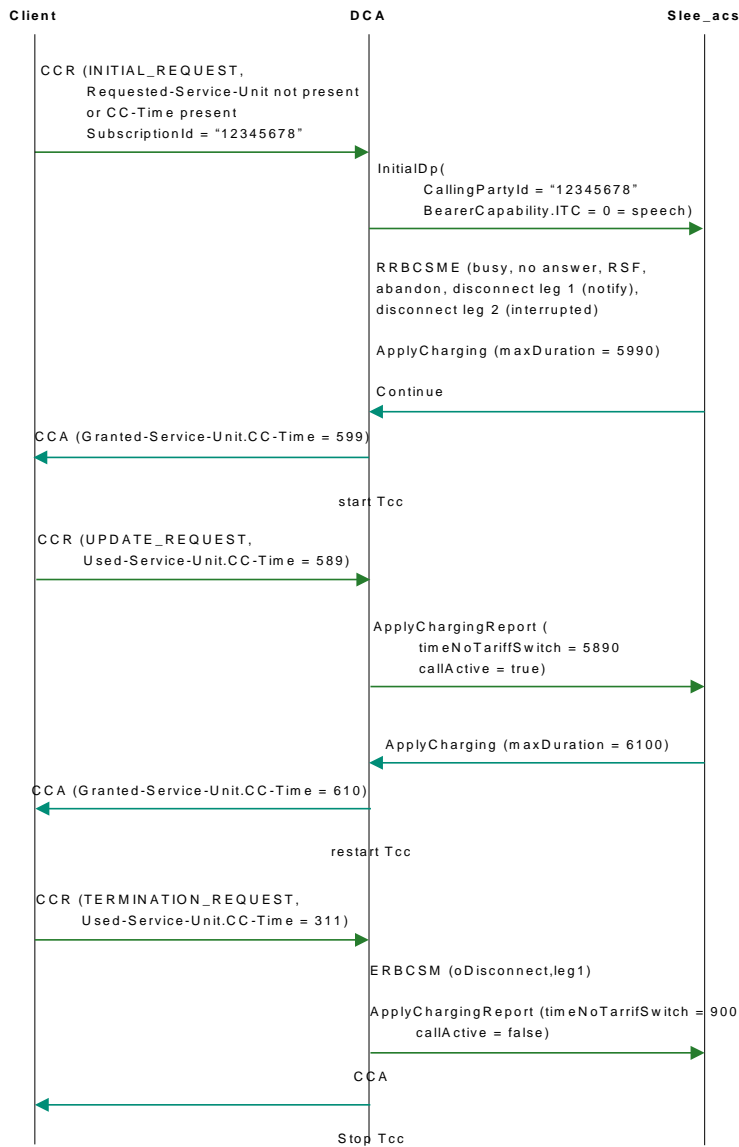 Client DCA Slee_acs
CCR (INITIAL_REQUEST,
Requested-Service-Unit not present
or CC-Time present
SubscriptionId = “12345678”
InitialDp(
CallingPartyId = “12345678”
BearerCapability.ITC = 0 = speech)
RRBCSME (busy, no answer, RSF,
abandon, disconnect leg 1 (notify),
disconnect leg 2 (interrupted)
ApplyCharging (maxDuration = 5990)
Continue
CCA (Granted-Service-Unit.CC-Time = 599)
start Tcc
CCR (UPDATE_REQUEST,
Used-Service-Unit.CC-Time = 589)
ApplyChargingReport (
timeNoTariffSwitch = 5890
callActive = true)
ApplyCharging (maxDuration = 6100)
CCA (Granted-Service-Unit.CC-Time = 610)
restart Tcc
CCR (TERMINATION_REQUEST,
Used-Service-Unit.CC-Time = 311)
ERBCSM (oDisconnect,leg1)
ApplyChargingReport (timeNoTarrifSwitch = 900
callActive = false)
CCA
Stop Tcc